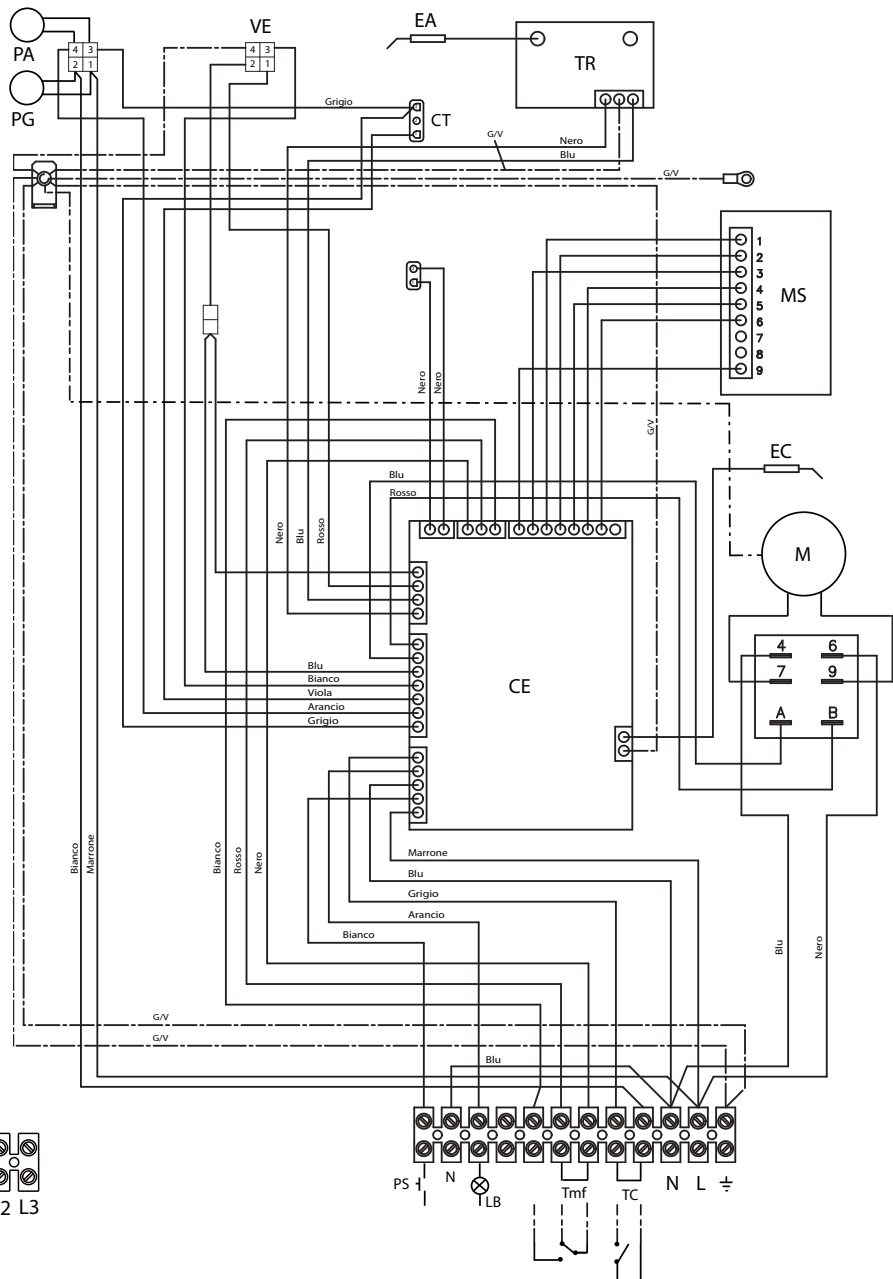 PA
4 3
2 1
PG
VE
4 3
2 1
EA
TR
Grigio
CT
G/V
Nero
Blu
G/V
1
2
3
4
5
6
7
8
9
MS
Nero
Nero
G/V
EC
Blu
Rosso
Nero
Blu
Rosso
M
4 6
7 9
A B
CE
Blu
Bianco
Viola
Arancio
Grigio
Bianco
Marrone
Bianco
Rosso
Nero
Marrone
Blu
Grigio
Arancio
Bianco
Blu
Nero
G/V
G/V
Blu
PS N LB Tmf TC N L
2 L3